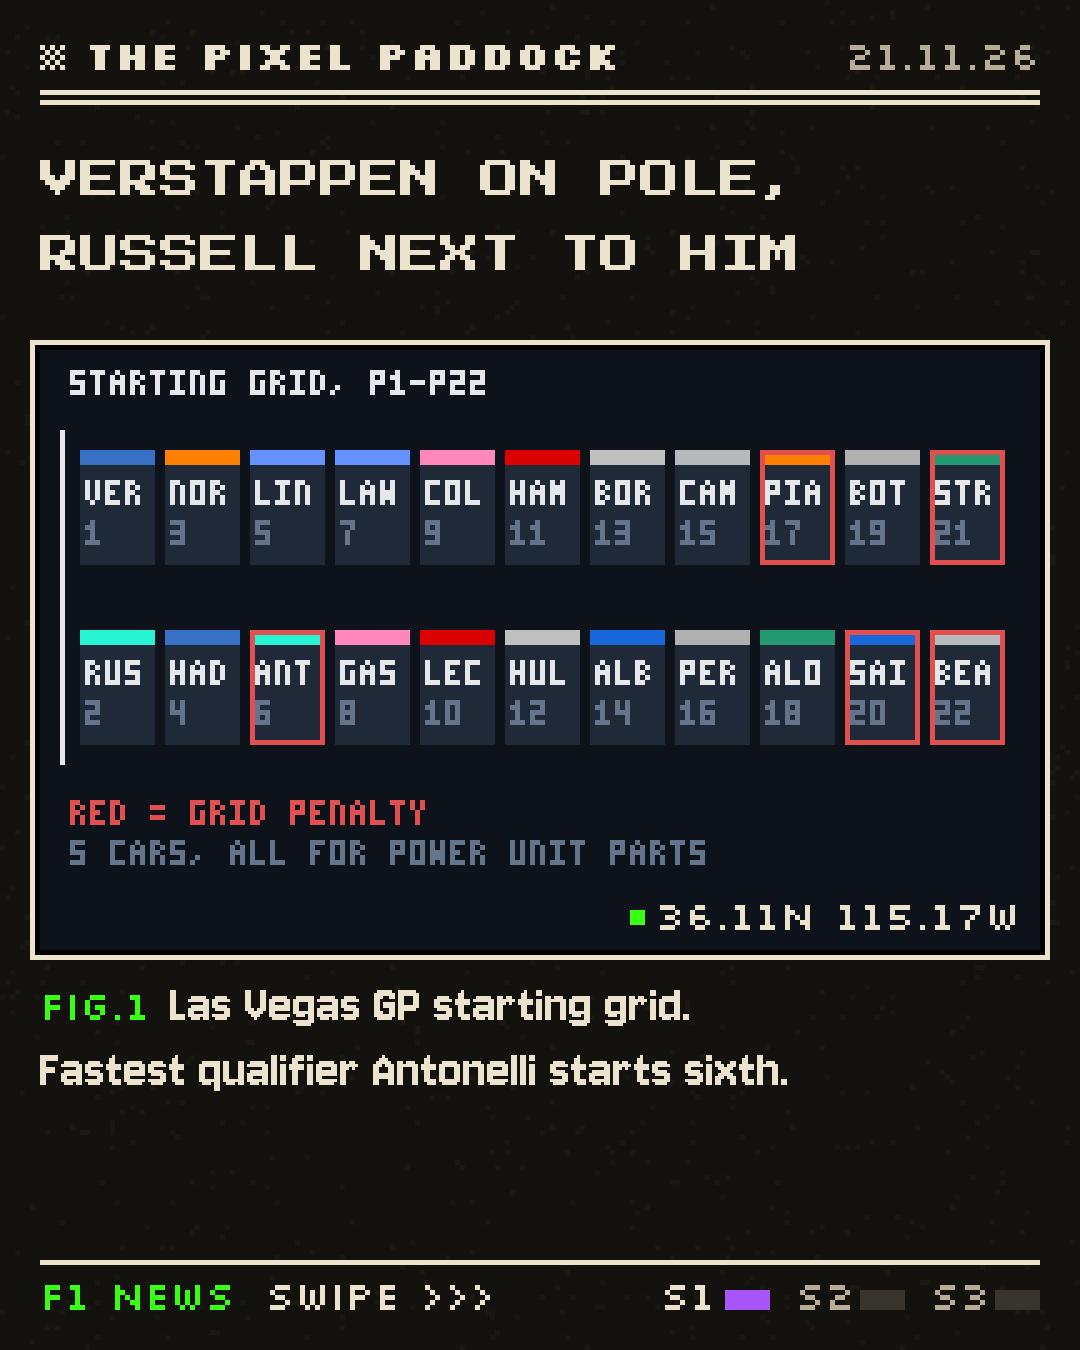 THE PIXEL PADDOCK 21.11.26
VERSTAPPEN ON POLE,
RUSSELL NEXT TO HIM
STARTING GRID, P1-P22
VER NOR LIN LAW COL HAM BOR CAM PIA BOT STR
1 3 5 7 9 11 13 15 17 19 21
RUS HAD ANT GAS LEC HUL ALB PER ALO SAI BEA
2 4 6 8 10 12 14 16 18 20 22
RED = GRID PENALTY
5 CARS, ALL FOR POWER UNIT PARTS
36.11N 115.17W
FIG.1 Las Vegas GP starting grid.
Fastest qualifier Antonelli starts sixth.
F1 NEWS SWIPE >>> S1 S2 S3